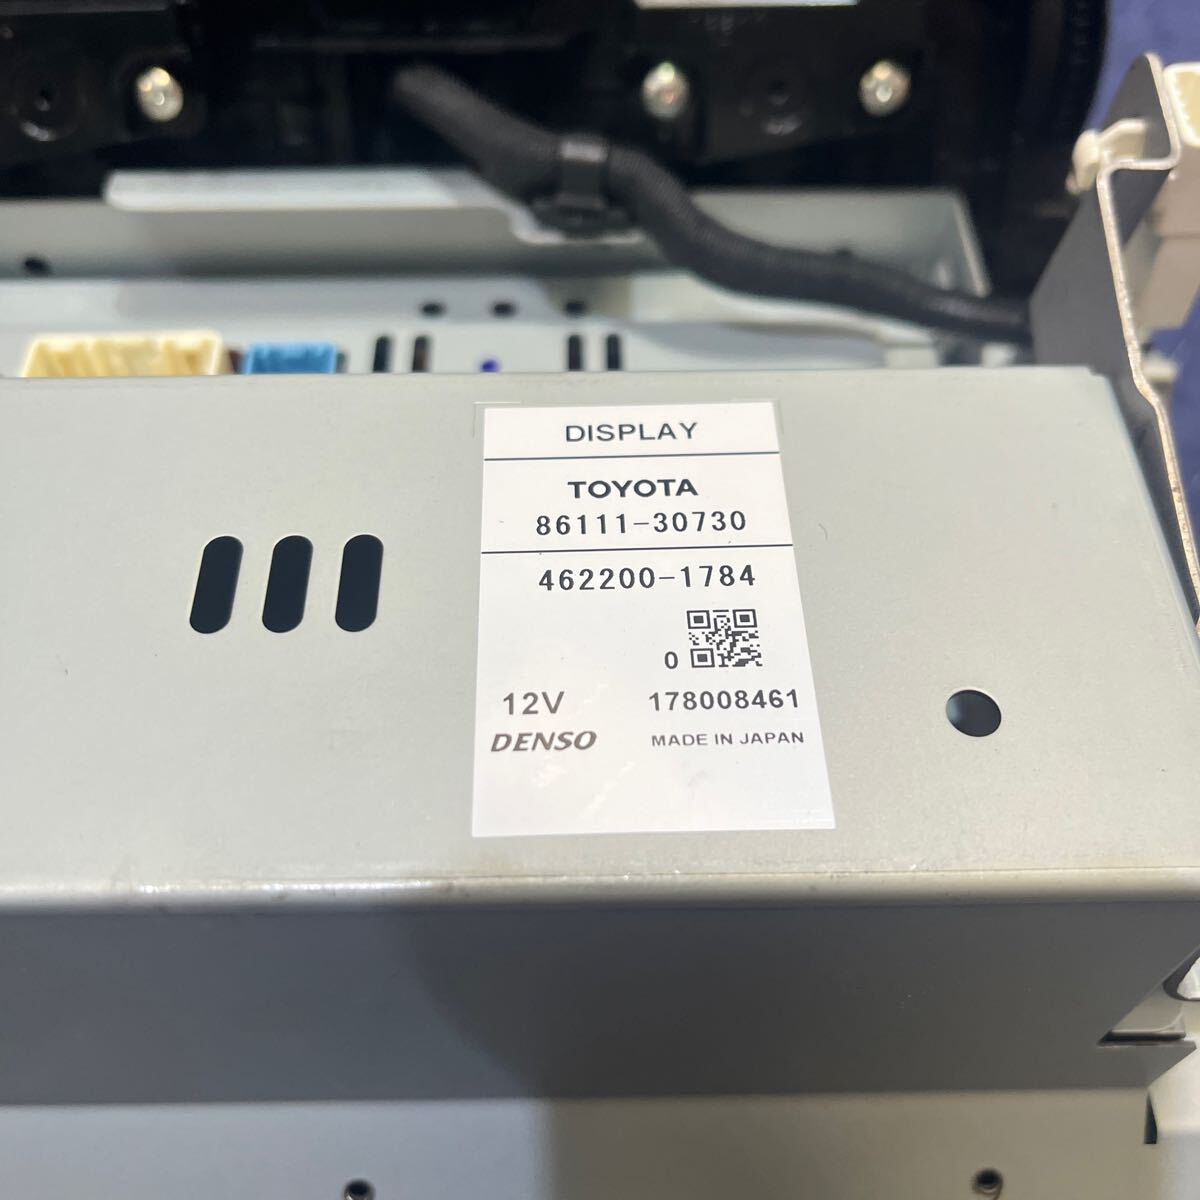 DISPLAY
TOYOTA
86111-30730
462200-1784
0
12V 178008461
DENSO MADE IN JAPAN